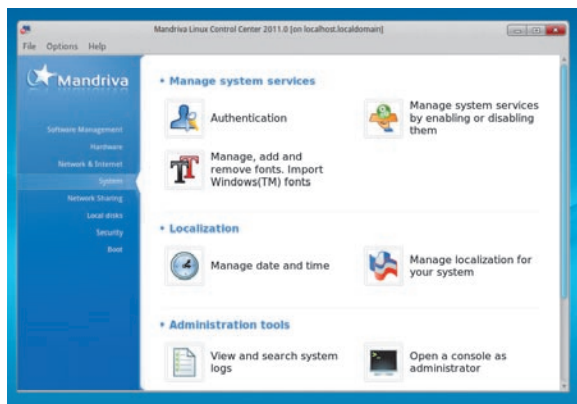 Mandriva Linux Control Center 2011.0 [on localhost.localdomain]
File Options Help
Mandriva
Software Management
Hardware
Network & Internet
System
Network Sharing
Local disks
Security
Boot
Manage system services
Authentication
Manage system services
by enabling or disabling
them
Manage, add and
remove fonts. Import
Windows(TM) fonts
Localization
Manage date and time
Manage localization for
your system
Administration tools
View and search system
logs
Open a console as
administrator